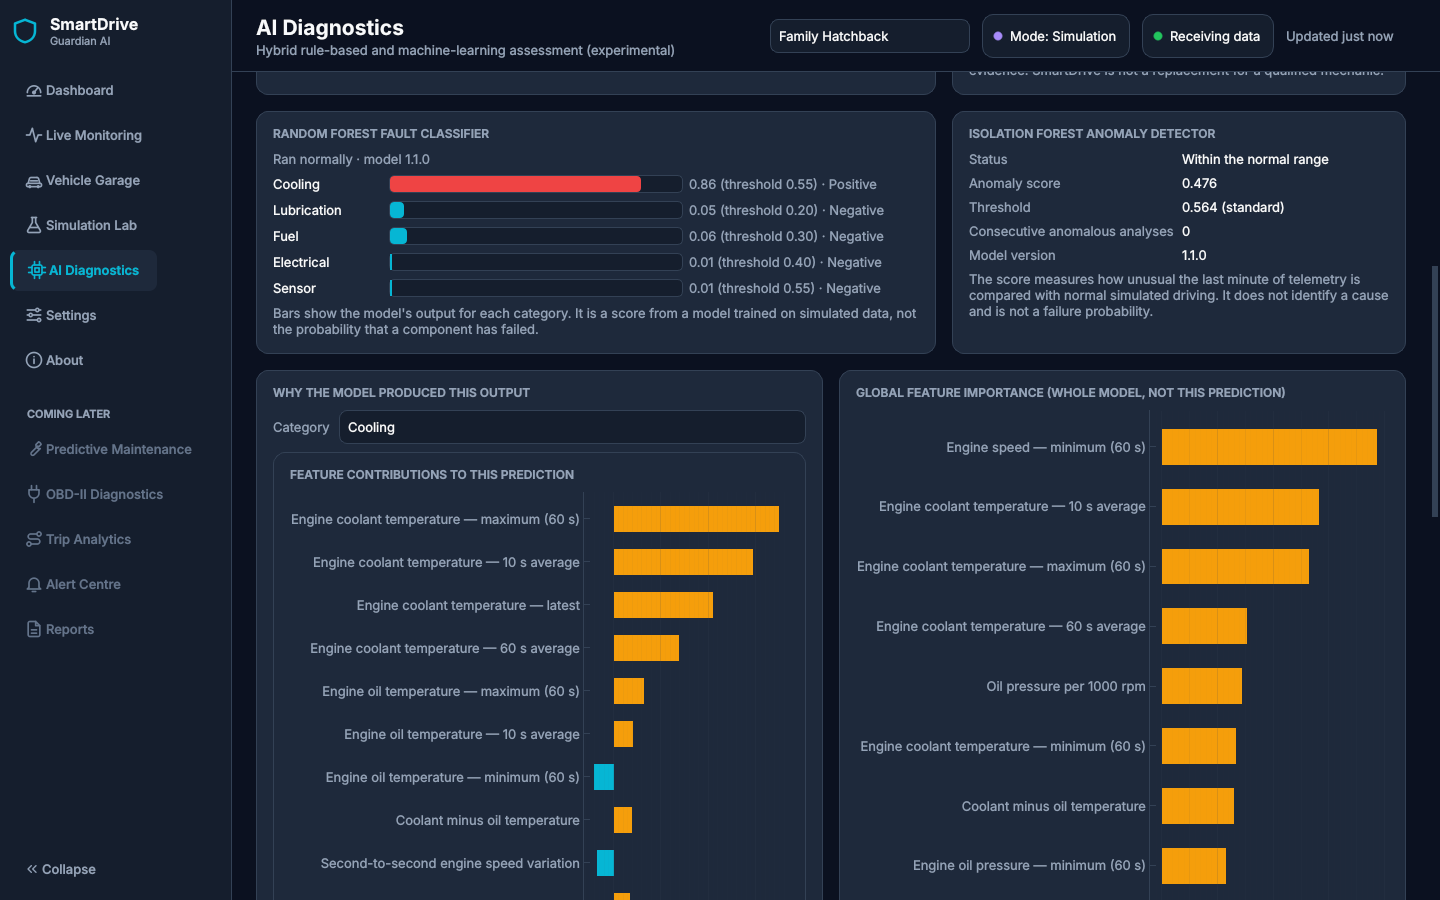 SmartDrive
Guardian AI
Dashboard
Live Monitoring
Vehicle Garage
Simulation Lab
AI Diagnostics
Settings
About
COMING LATER
Predictive Maintenance
OBD-II Diagnostics
Trip Analytics
Alert Centre
Reports
Collapse
AI Diagnostics
Hybrid rule-based and machine-learning assessment (experimental)
Family Hatchback
Mode: Simulation
Receiving data
Updated just now
evidence. SmartDrive is not a replacement for a qualified mechanic.
RANDOM FOREST FAULT CLASSIFIER
Ran normally · model 1.1.0
Cooling 0.86 (threshold 0.55) · Positive
Lubrication 0.05 (threshold 0.20) · Negative
Fuel 0.06 (threshold 0.30) · Negative
Electrical 0.01 (threshold 0.40) · Negative
Sensor 0.01 (threshold 0.55) · Negative
Bars show the model's output for each category. It is a score from a model trained on simulated data, not
the probability that a component has failed.
ISOLATION FOREST ANOMALY DETECTOR
Status Within the normal range
Anomaly score 0.476
Threshold 0.564 (standard)
Consecutive anomalous analyses 0
Model version 1.1.0
The score measures how unusual the last minute of telemetry is
compared with normal simulated driving. It does not identify a cause
and is not a failure probability.
WHY THE MODEL PRODUCED THIS OUTPUT
Category Cooling
FEATURE CONTRIBUTIONS TO THIS PREDICTION
Engine coolant temperature — maximum (60 s)
Engine coolant temperature — 10 s average
Engine coolant temperature — latest
Engine coolant temperature — 60 s average
Engine oil temperature — maximum (60 s)
Engine oil temperature — 10 s average
Engine oil temperature — minimum (60 s)
Coolant minus oil temperature
Second-to-second engine speed variation
GLOBAL FEATURE IMPORTANCE (WHOLE MODEL, NOT THIS PREDICTION)
Engine speed — minimum (60 s)
Engine coolant temperature — 10 s average
Engine coolant temperature — maximum (60 s)
Engine coolant temperature — 60 s average
Oil pressure per 1000 rpm
Engine coolant temperature — minimum (60 s)
Coolant minus oil temperature
Engine oil pressure — minimum (60 s)